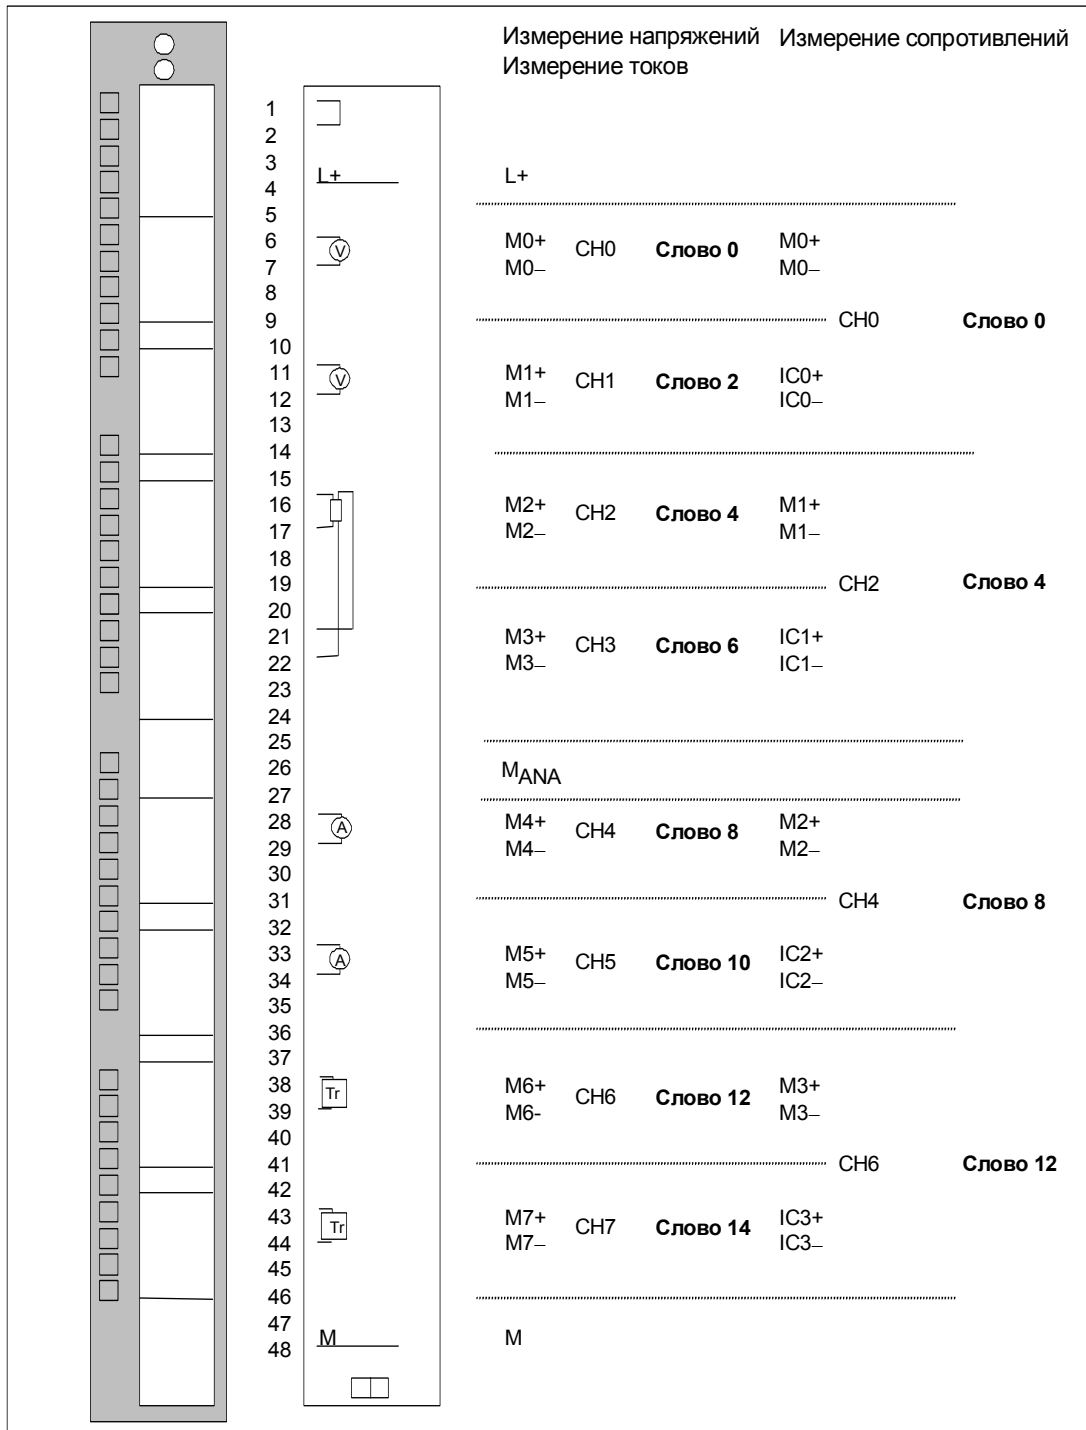 Измерение напряжений Измерение сопротивлений
Измерение токов
1
2
3
L+ L+
4
5
6 M0+ CH0 Слово 0 M0+
V
7 M0– M0–
8
9 CH0 Слово 0
10
11 M1+ CH1 Слово 2 IC0+
V
12 M1– IC0–
13
14
15
16 M2+ CH2 Слово 4 M1+
17 M2– M1–
18
19 CH2 Слово 4
20
21 M3+ CH3 Слово 6 IC1+
22 M3– IC1–
23
24
25
26 MANA
27
28 M4+ CH4 Слово 8 M2+
A
29 M4– M2–
30
31 CH4 Слово 8
32
33 M5+ CH5 Слово 10 IC2+
A
34 M5– IC2–
35
36
37
38 M6+ CH6 Слово 12 M3+
Tr
39 M6- M3–
40
41 CH6 Слово 12
42
43 M7+ CH7 Слово 14 IC3+
Tr
44 M7– IC3–
45
46
47
M M
48